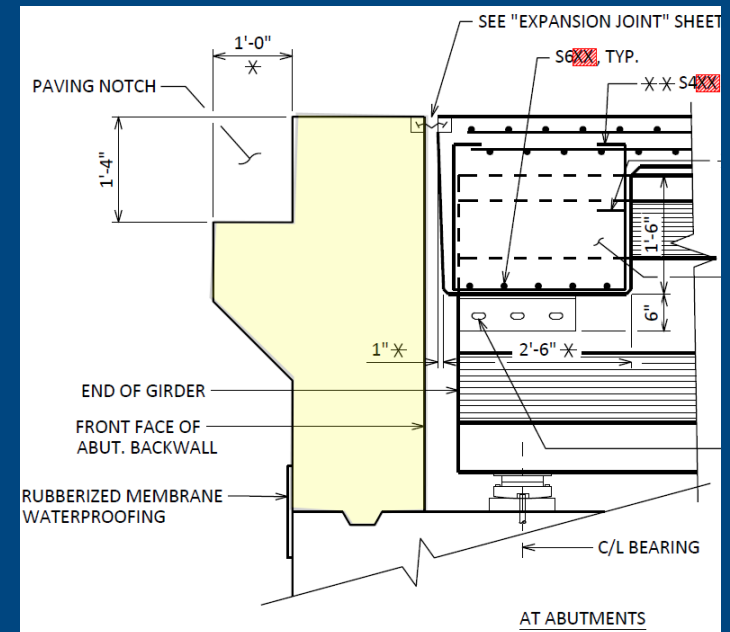 SEE "EXPANSION JOINT" SHEET
1'-0"
S6XX, TYP.
PAVING NOTCH
S4XX
1'-4"
1'-6"
6"
1"
2'-6"
END OF GIRDER
FRONT FACE OF
ABUT. BACKWALL
RUBBERIZED MEMBRANE
WATERPROOFING
C/L BEARING
AT ABUTMENTS